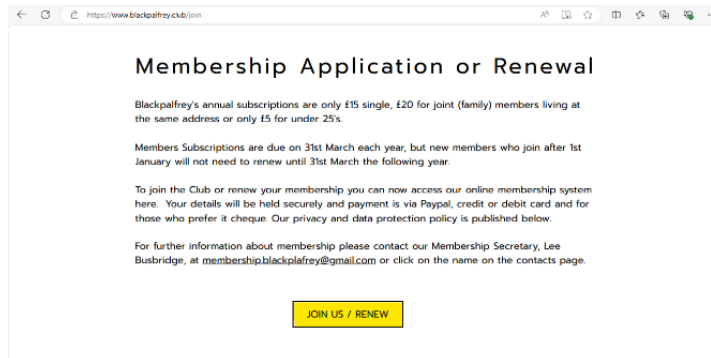 https://www.blackpalfrey.club/join
Membership Application or Renewal
Blackpalfrey's annual subscriptions are only £15 single, £20 for joint (family) members living at
the same address or only £5 for under 25's.
Members Subscriptions are due on 31st March each year, but new members who join after 1st
January will not need to renew until 31st March the following year.
To join the Club or renew your membership you can now access our online membership system
here. Your details will be held securely and payment is via Paypal, credit or debit card and for
those who prefer it cheque. Our privacy and data protection policy is published below.
For further information about membership please contact our Membership Secretary, Lee
Busbridge, at membership.blackplafrey@gmail.com or click on the name on the contacts page.
JOIN US / RENEW